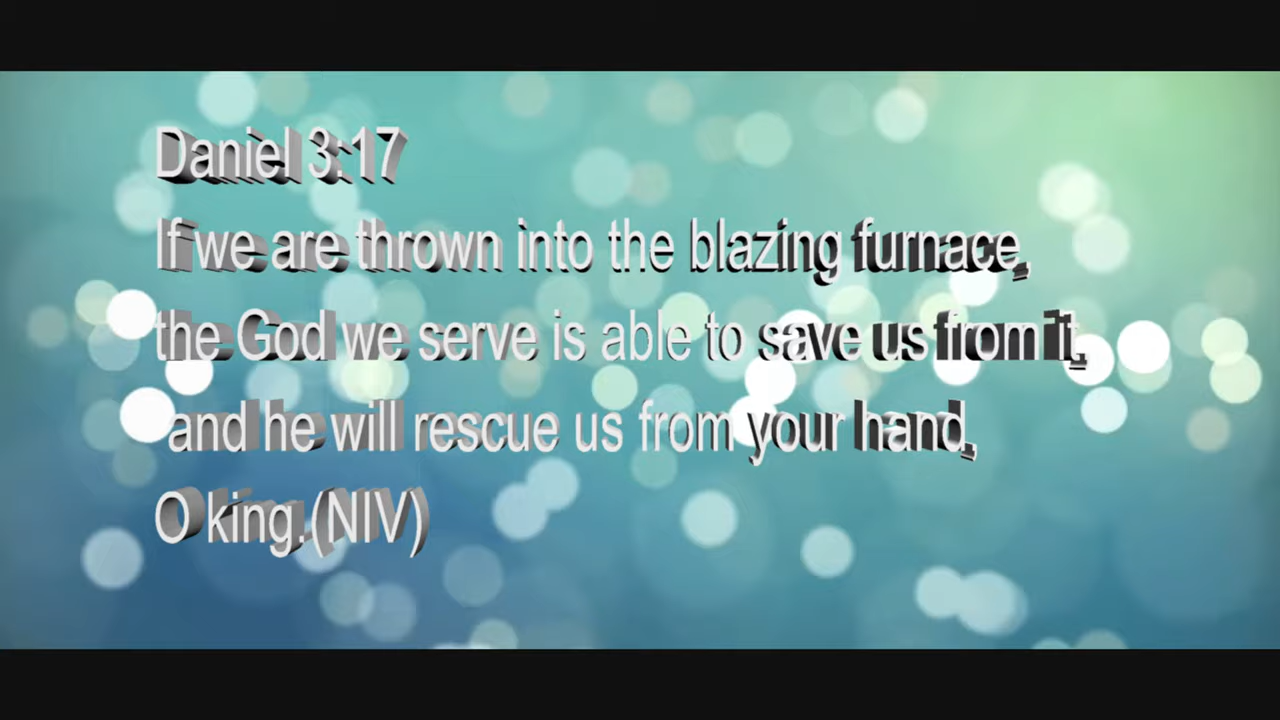 Daniel 3:17
If we are thrown into the blazing furnace,
the God we serve is able to save us from it,
and he will rescue us from your hand,
O king.(NIV)